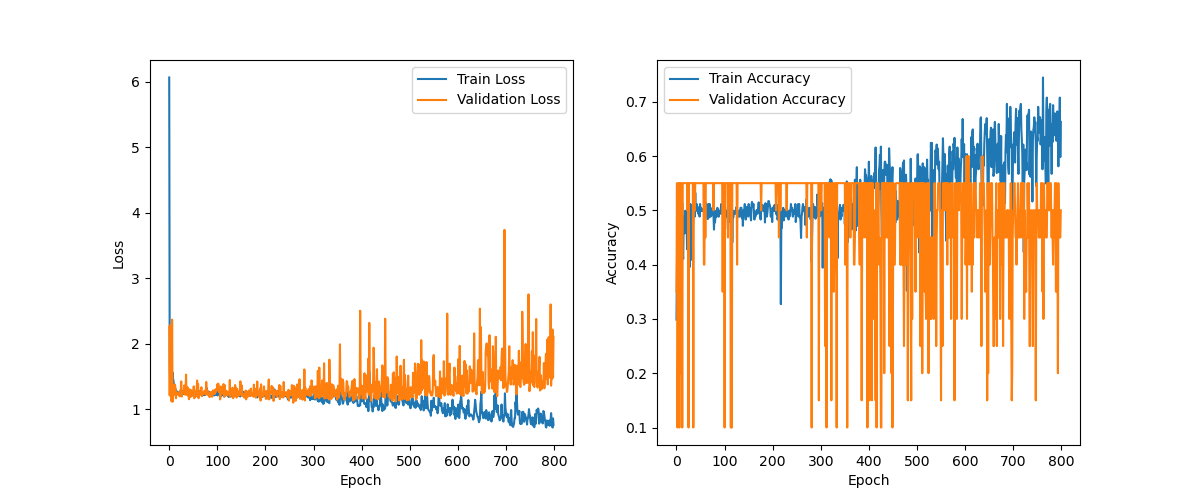 Train Loss
Validation Loss
6
5
4
3
2
1
Loss
0 100 200 300 400 500 600 700 800
Epoch
Train Accuracy
Validation Accuracy
0.7
0.6
0.5
0.4
0.3
0.2
0.1
Accuracy
0 100 200 300 400 500 600 700 800
Epoch